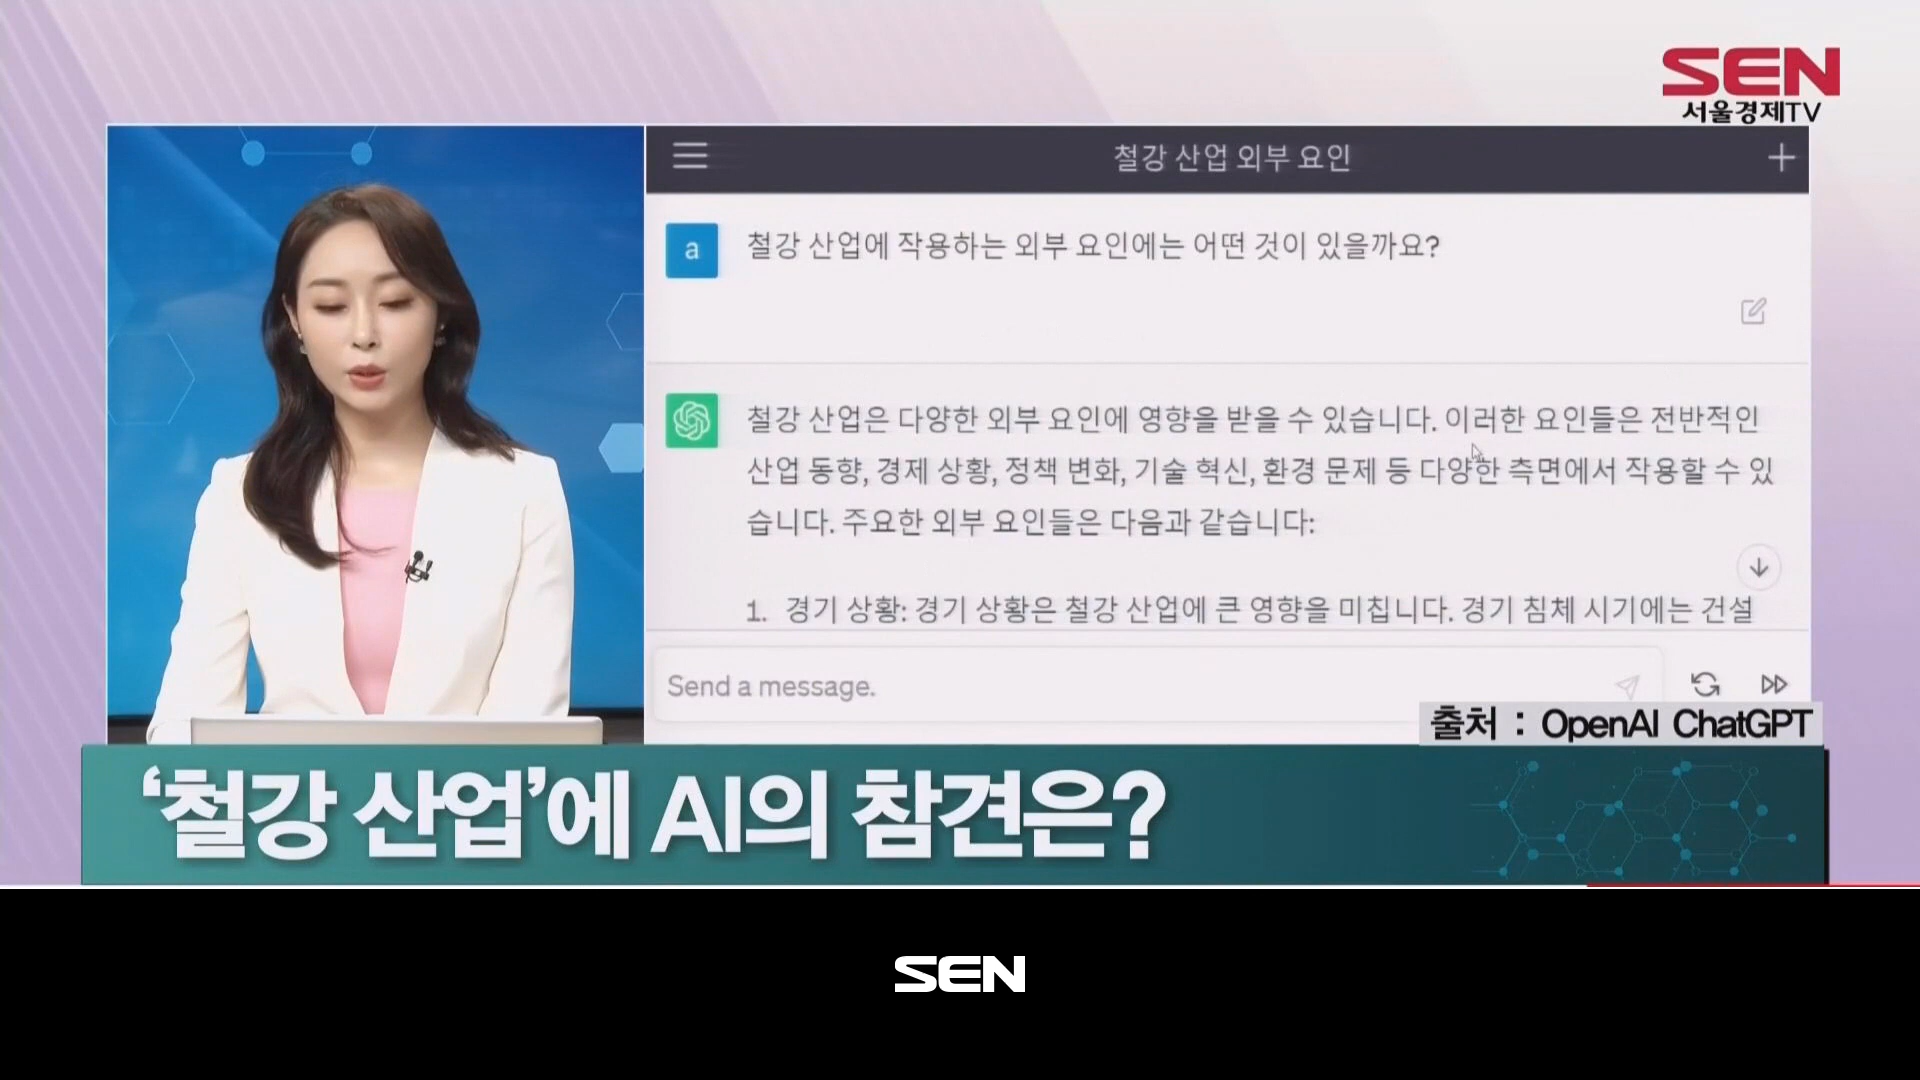 SEN
서울경제TV
철강 산업 외부 요인
a
철강 산업에 작용하는 외부 요인에는 어떤 것이 있을까요?
철강 산업은 다양한 외부 요인에 영향을 받을 수 있습니다. 이러한 요인들은 전반적인
산업 동향, 경제 상황, 정책 변화, 기술 혁신, 환경 문제 등 다양한 측면에서 작용할 수 있
습니다. 주요한 외부 요인들은 다음과 같습니다:
1. 경기 상황: 경기 상황은 철강 산업에 큰 영향을 미칩니다. 경기 침체 시기에는 건설
Send a message.
출처 : OpenAI ChatGPT
‘철강 산업’에 AI의 참견은?
SEN